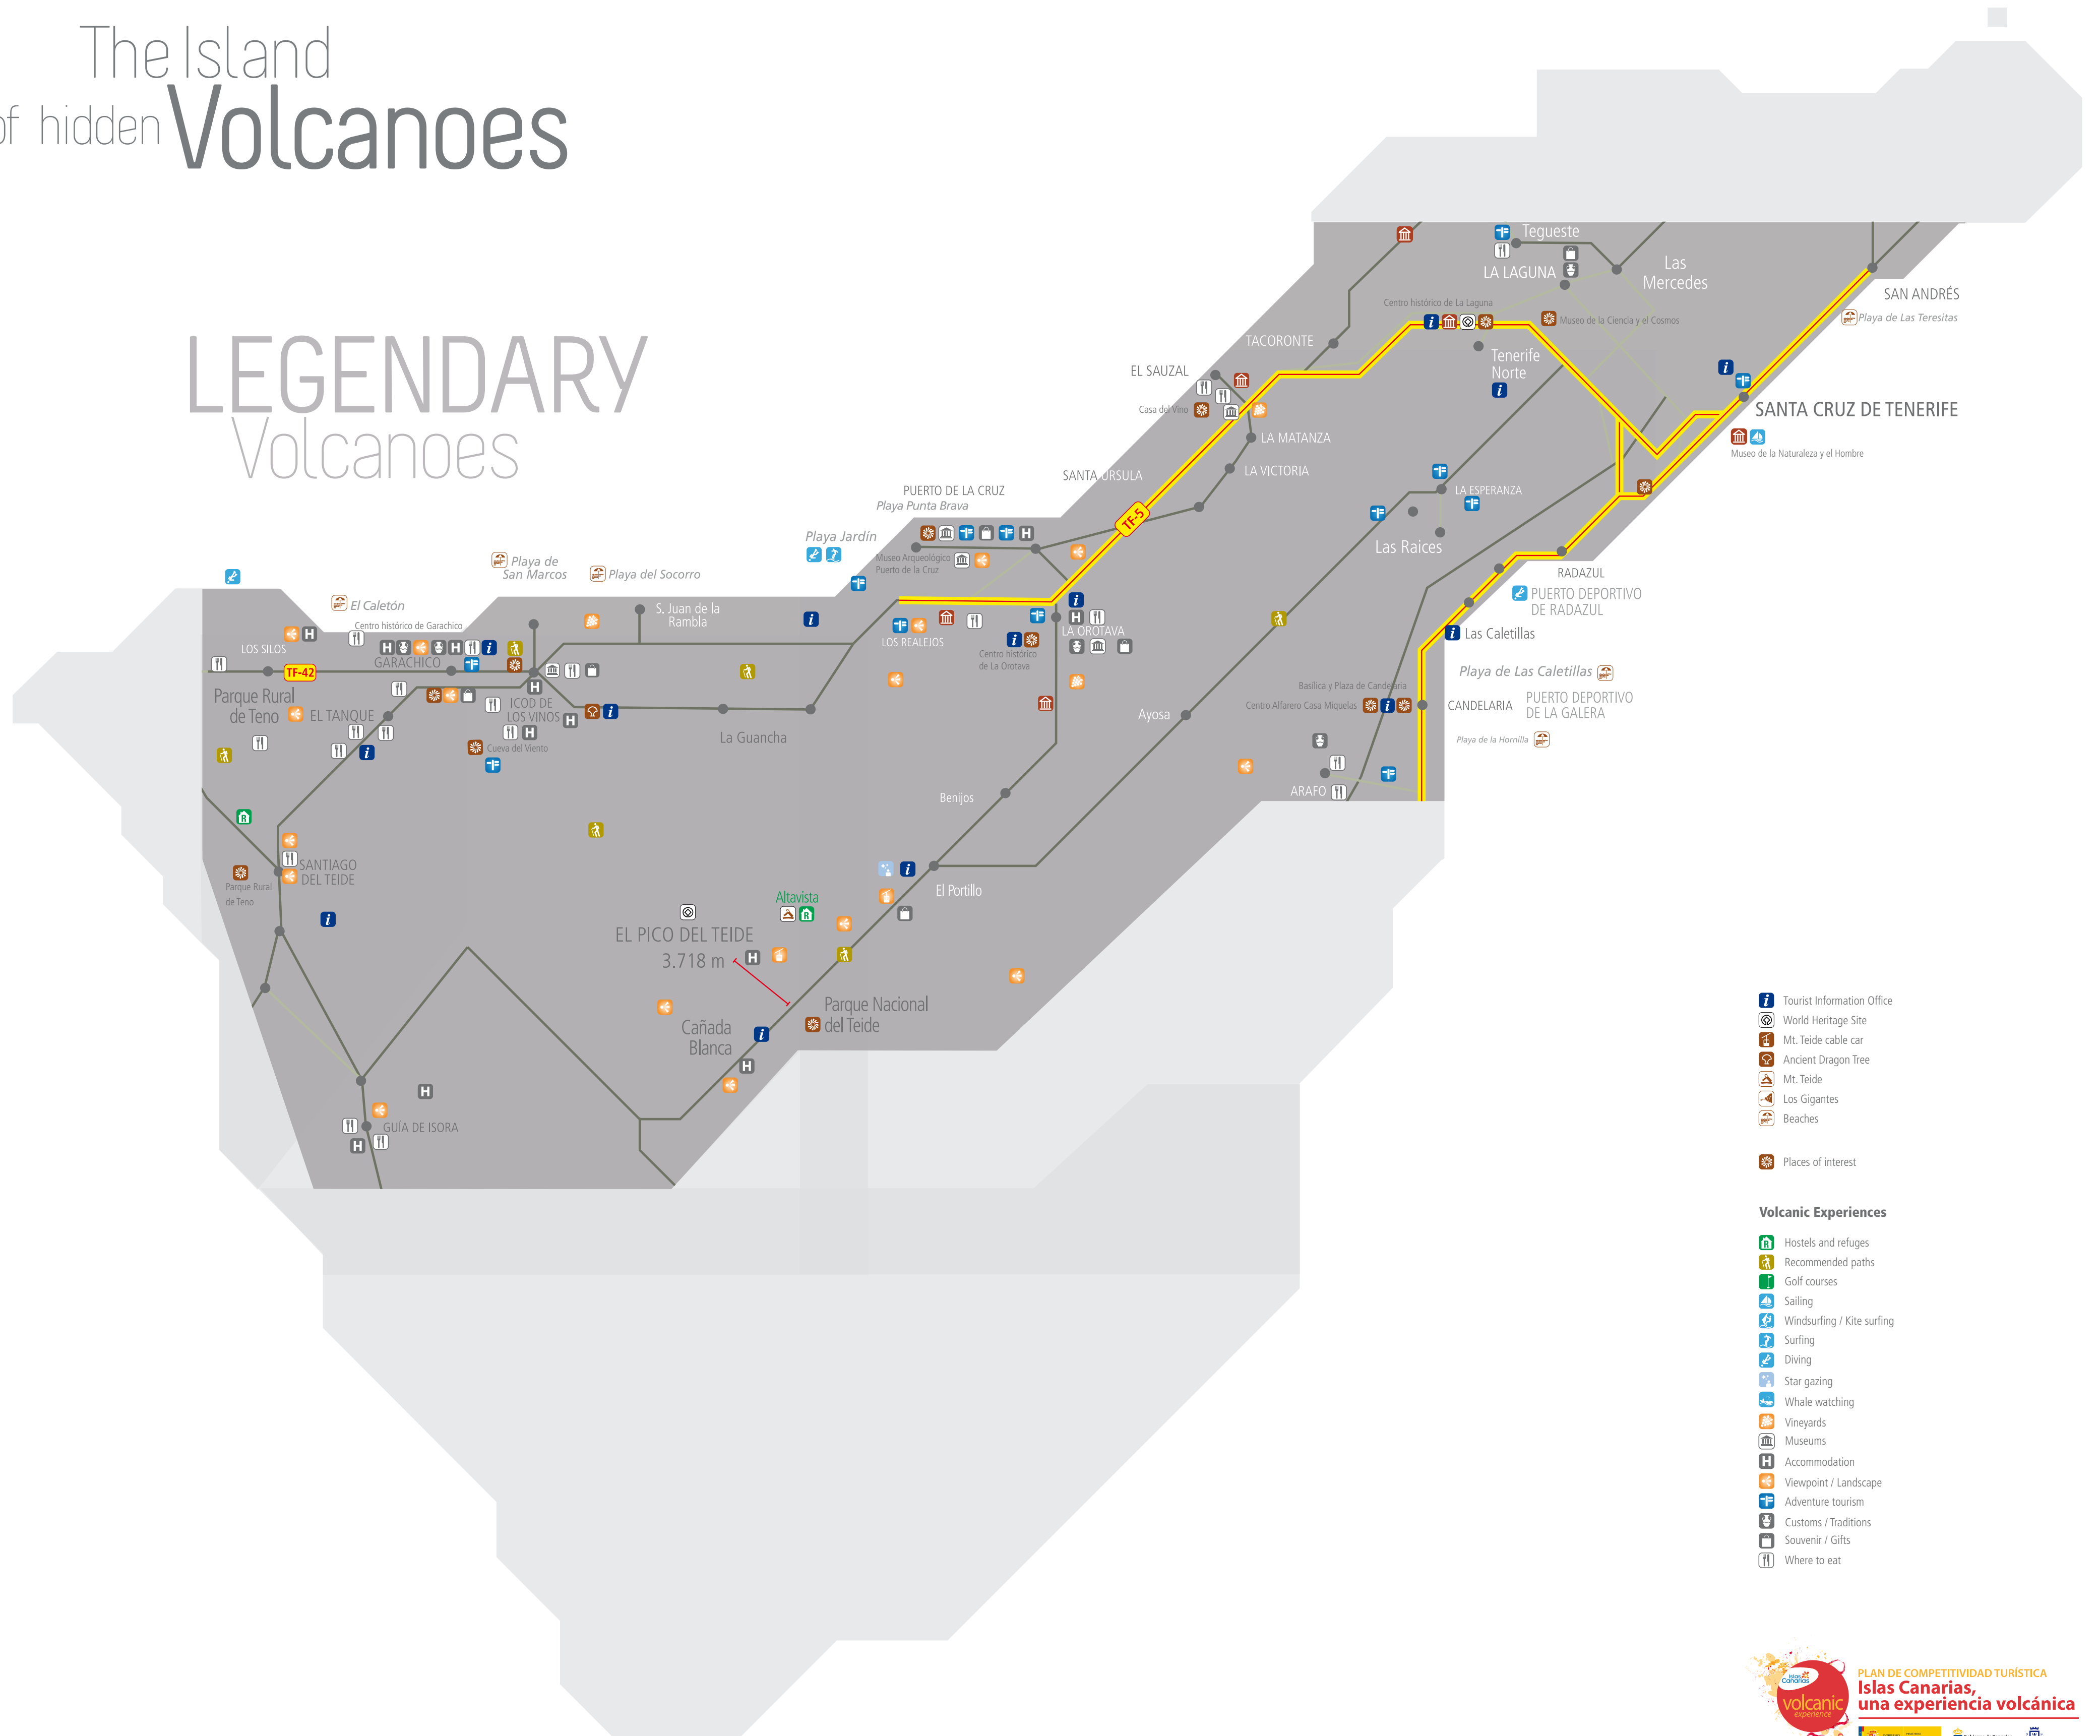 The Island
of hidden Volcanoes
LEGENDARY
Volcanoes
Tegueste
LA LAGUNA
Las
Mercedes
SAN ANDRÉS
Playa de Las Teresitas
Centro histórico de La Laguna
Museo de la Ciencia y el Cosmos
TACORONTE
Tenerife
Norte
EL SAUZAL
Casa del Vino
SANTA CRUZ DE TENERIFE
Museo de la Naturaleza y el Hombre
LA MATANZA
LA VICTORIA
SANTA ÚRSULA
PUERTO DE LA CRUZ
Playa Punta Brava
LA ESPERANZA
TF-5
Las Raices
Playa Jardín
Museo Arqueológico
Puerto de la Cruz
Playa de
San Marcos
Playa del Socorro
RADAZUL
PUERTO DEPORTIVO
DE RADAZUL
El Caletón
Centro histórico de Garachico
S. Juan de la
Rambla
LOS REALEJOS
LA OROTAVA
Centro histórico
de La Orotava
Las Caletillas
LOS SILOS
GARACHICO
TF-42
Playa de Las Caletillas
Parque Rural
de Teno
EL TANQUE
ICOD DE
LOS VINOS
Cueva del Viento
La Guancha
Ayosa
Basílica y Plaza de Candelaria
Centro Alfarero Casa Miquelas
CANDELARIA
PUERTO DEPORTIVO
DE LA GALERA
Playa de la Hornilla
ARAFO
Benijos
SANTIAGO
DEL TEIDE
Parque Rural
de Teno
El Portillo
Altavista
EL PICO DEL TEIDE
3.718 m
Parque Nacional
del Teide
Cañada
Blanca
GUÍA DE ISORA
i Tourist Information Office
World Heritage Site
Mt. Teide cable car
Ancient Dragon Tree
Mt. Teide
Los Gigantes
Beaches
Places of interest
Volcanic Experiences
R Hostels and refuges
Recommended paths
Golf courses
Sailing
Windsurfing / Kite surfing
Surfing
Diving
Star gazing
Whale watching
Vineyards
Museums
H Accommodation
Viewpoint / Landscape
Adventure tourism
Customs / Traditions
Souvenir / Gifts
Where to eat
Islas
Canarias
volcanic
experience
PLAN DE COMPETITIVIDAD TURÍSTICA
Islas Canarias,
una experiencia volcánica